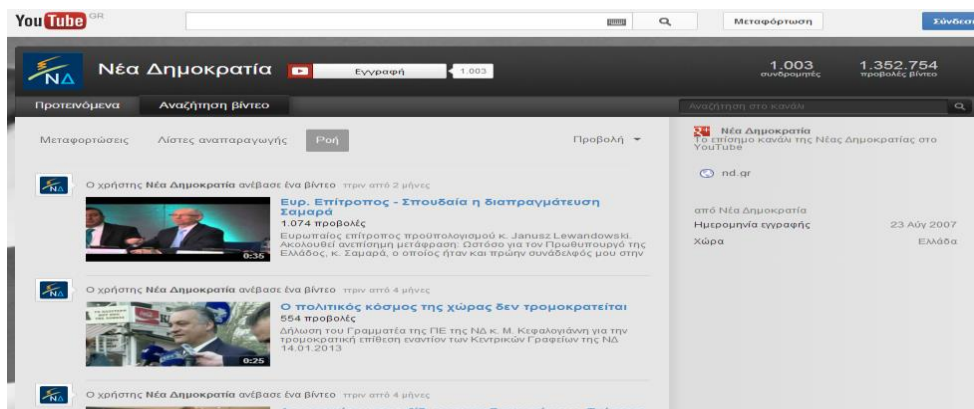 You Tube GR
Μεταφόρτωση
Σύνδεση
ΝΔ
Νέα Δημοκρατία
Εγγραφή
1.003
1.003
συνδρομητές
1.352.754
προβολές βίντεο
Προτεινόμενα
Αναζήτηση βίντεο
Αναζήτηση στο κανάλι
Μεταφορτώσεις
Λίστες αναπαραγωγής
Ροή
Προβολή
Ο χρήστης Νέα Δημοκρατία ανέβασε ένα βίντεο πριν από 2 μήνες
Ευρ. Επίτροπος - Σπουδαία η διαπραγμάτευση
Σαμαρά
1.074 προβολές
Ευρωπαίος επίτροπος προϋπολογισμού κ. Janusz Lewandowski.
Ακολουθεί ανεπίσημη μετάφραση: Ωστόσο για τον Πρωθυπουργό της
Ελλάδος, κ. Σαμαρά, ο οποίος ήταν και πρώην συνάδελφός μου στην
0:35
Ο χρήστης Νέα Δημοκρατία ανέβασε ένα βίντεο πριν από 4 μήνες
Ο πολιτικός κόσμος της χώρας δεν τρομοκρατείται
554 προβολές
Δήλωση του Γραμματέα της ΠΕ της ΝΔ κ. Μ. Κεφαλογιάννη για την
τρομοκρατική επίθεση εναντίον των Κεντρικών Γραφείων της ΝΔ
14.01.2013
0:25
Ο χρήστης Νέα Δημοκρατία ανέβασε ένα βίντεο πριν από 4 μήνες
Νέα Δημοκρατία
Το επίσημο κανάλι της Νέας Δημοκρατίας στο
YouTube
nd.gr
από Νέα Δημοκρατία
Ημερομηνία εγγραφής 23 Αύγ 2007
Χώρα Ελλάδα